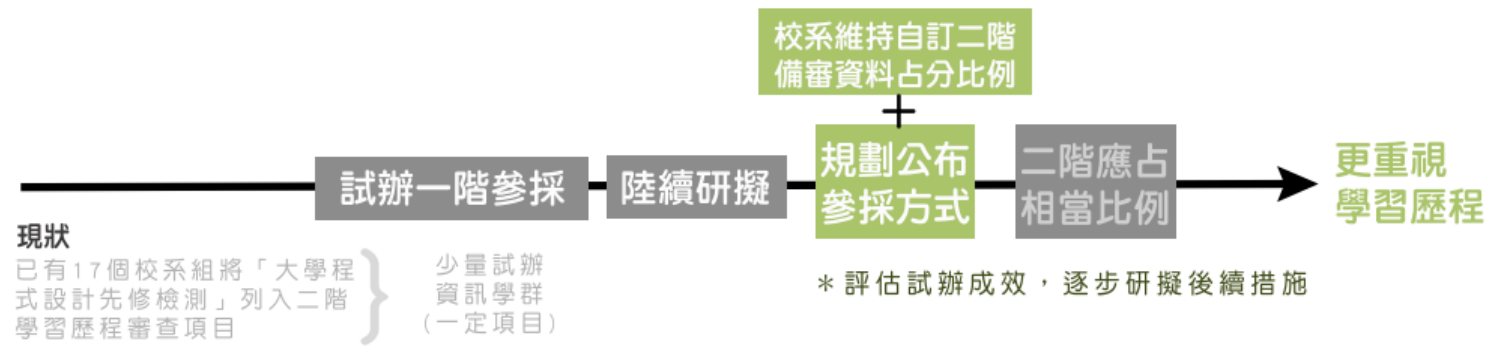 校系維持自訂二階
備審資料占分比例
+
試辦一階參採
陸續研擬
規劃公布
參採方式
二階應占
相當比例
更重視
學習歷程
現狀
已有17個校系組將「大學程
式設計先修檢測」列入二階
學習歷程審查項目
少量試辦
資訊學群
(一定項目)
＊評估試辦成效，逐步研擬後續措施